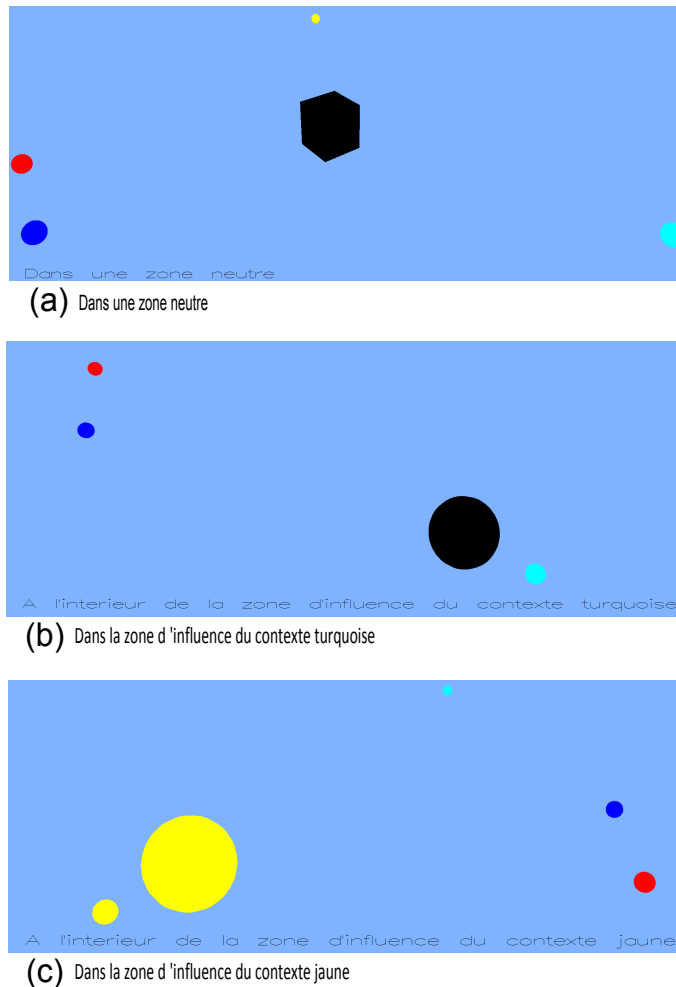 Dans une zone neutre
(a) Dans une zone neutre
A l'interieur de la zone d'influence du contexte turquoise
(b) Dans la zone d 'influence du contexte turquoise
A l'interieur de la zone d'influence du contexte jaune
(c) Dans la zone d 'influence du contexte jaune